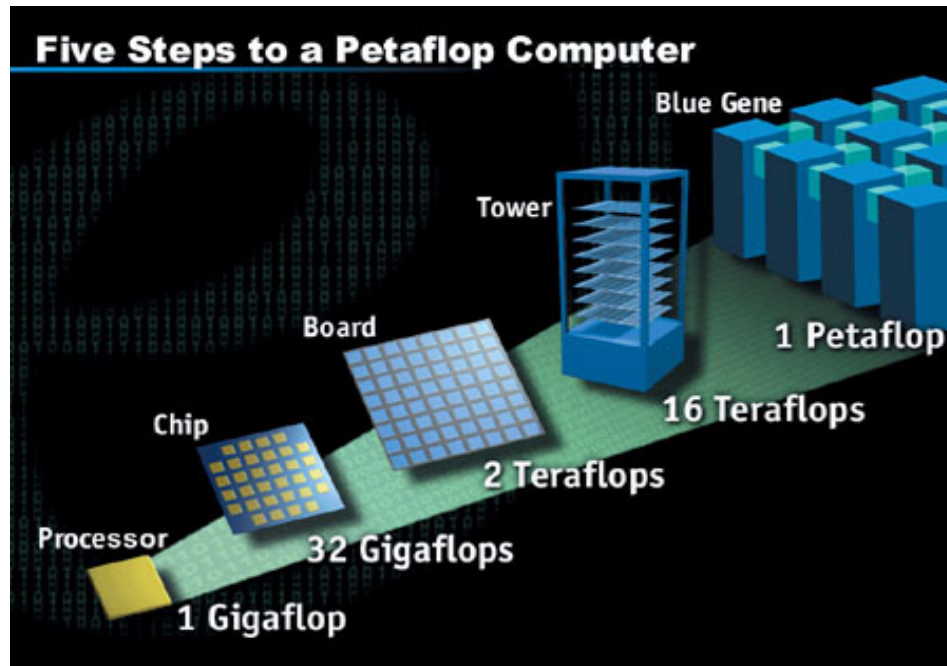 Five Steps to a Petaflop Computer
Blue Gene
1 Petaflop
Tower
16 Teraflops
Board
2 Teraflops
Chip
32 Gigaflops
Processor
1 Gigaflop